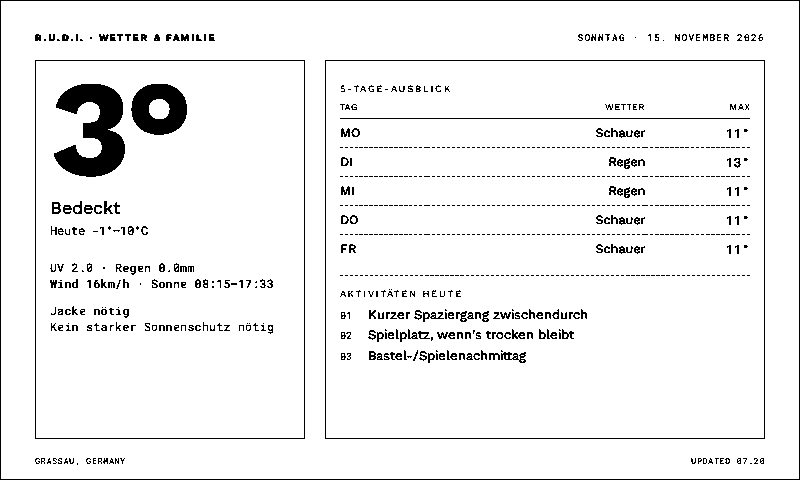 R.U.D.I. · WETTER & FAMILIE
SONNTAG · 15. NOVEMBER 2026
3°
Bedeckt
Heute -1°–10°C
UV 2.0 · Regen 0.0mm
Wind 16km/h · Sonne 08:15–17:33
Jacke nötig
Kein starker Sonnenschutz nötig
5-TAGE-AUSBLICK
TAG WETTER MAX
MO Schauer 11°
DI Regen 13°
MI Regen 11°
DO Schauer 11°
FR Schauer 11°
AKTIVITÄTEN HEUTE
01 Kurzer Spaziergang zwischendurch
02 Spielplatz, wenn's trocken bleibt
03 Bastel-/Spielenachmittag
GRASSAU, GERMANY
UPDATED 07.20